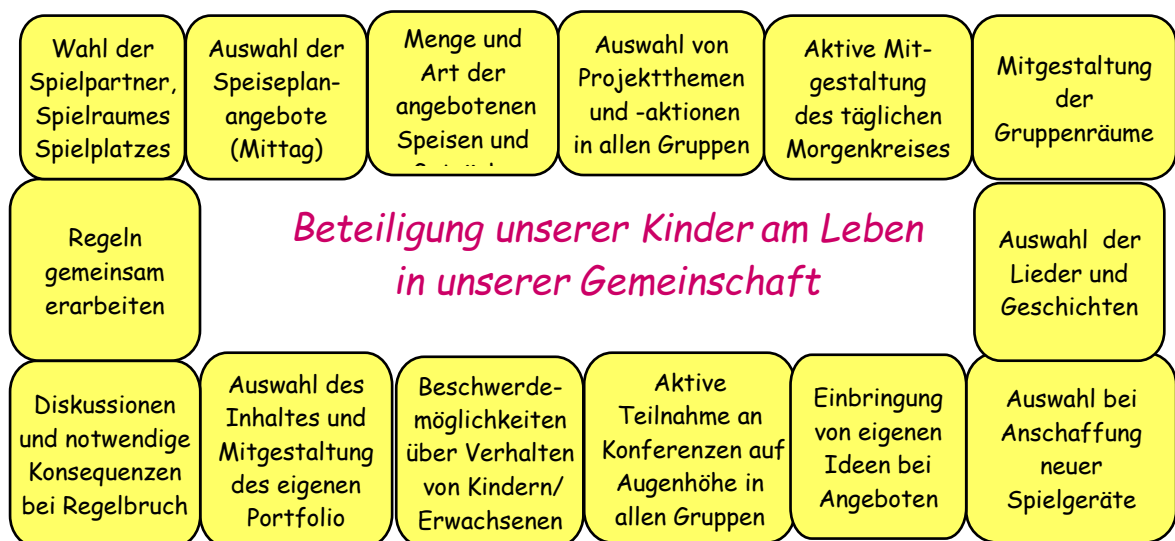 Wahl der
Spielpartner,
Spielraumes
Spielplatzes
Auswahl der
Speiseplan-
angebote
(Mittag)
Menge und
Art der
angebotenen
Speisen und
Auswahl von
Projektthemen
und -aktionen
in allen Gruppen
Aktive Mit-
gestaltung
des täglichen
Morgenkreises
Mitgestaltung
der
Gruppenräume
Regeln
gemeinsam
erarbeiten
Beteiligung unserer Kinder am Leben
in unserer Gemeinschaft
Auswahl der
Lieder und
Geschichten
Diskussionen
und notwendige
Konsequenzen
bei Regelbruch
Auswahl des
Inhaltes und
Mitgestaltung
des eigenen
Portfolio
Beschwerde-
möglichkeiten
über Verhalten
von Kindern/
Erwachsenen
Aktive
Teilnahme an
Konferenzen auf
Augenhöhe in
allen Gruppen
Einbringung
von eigenen
Ideen bei
Angeboten
Auswahl bei
Anschaffung
neuer
Spielgeräte